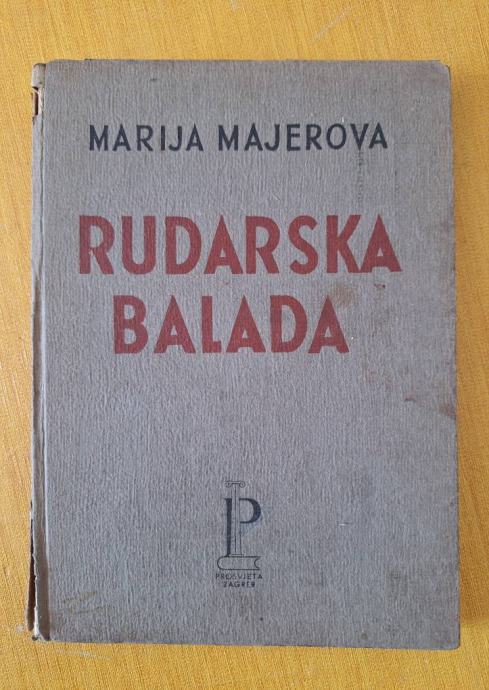 MARIJA MAJEROVA
RUDARSKA
BALADA
P
PROSVJETA
ZAGREB